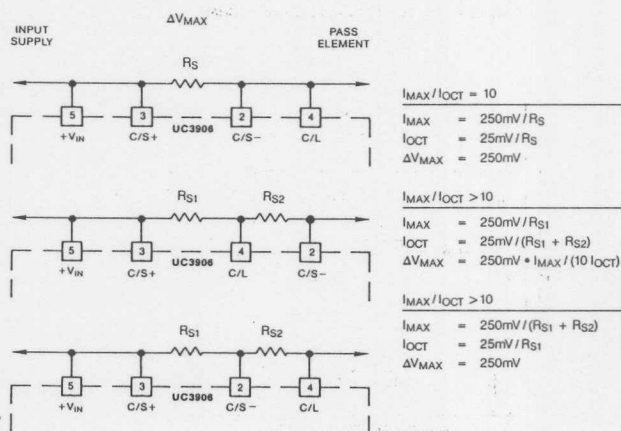 ΔVMAX
INPUT SUPPLY
PASS ELEMENT
RS
5 3 2 4
+VIN C/S+ UC3906 C/S− C/L
IMAX/IOCT = 10
IMAX = 250mV/RS
IOCT = 25mV/RS
ΔVMAX = 250mV
RS1 RS2
5 3 4 2
+VIN C/S+ UC3906 C/L C/S−
IMAX/IOCT >10
IMAX = 250mV/RS1
IOCT = 25mV/(RS1 + RS2)
ΔVMAX = 250mV • IMAX/(10 IOCT)
RS1 RS2
5 3 2 4
+VIN C/S+ UC3906 C/S− C/L
IMAX/IOCT >10
IMAX = 250mV/(RS1 + RS2)
IOCT = 25mV/RS1
ΔVMAX = 250mV